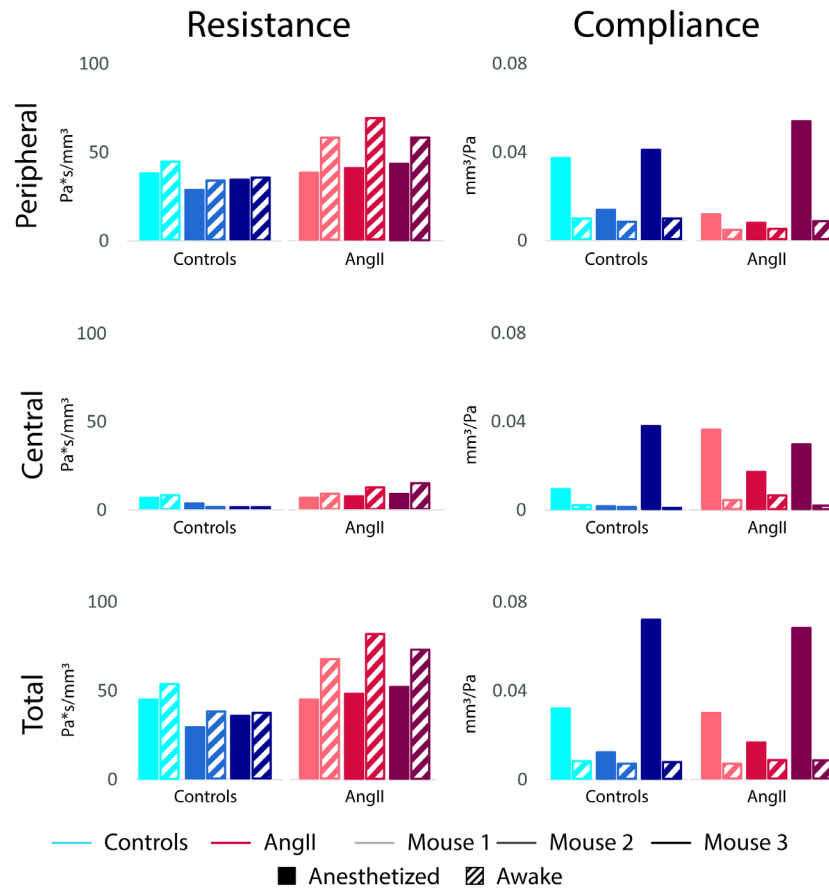 Resistance
Compliance
Peripheral
Pa*s/mm³
100
50
0
Controls
AngII
mm³/Pa
0.08
0.04
0
Controls
AngII
Central
Pa*s/mm³
100
50
0
Controls
AngII
mm³/Pa
0.08
0.04
0
Controls
AngII
Total
Pa*s/mm³
100
50
0
Controls
AngII
mm³/Pa
0.08
0.04
0
Controls
AngII
Controls AngII Mouse 1 Mouse 2 Mouse 3
Anesthetized Awake